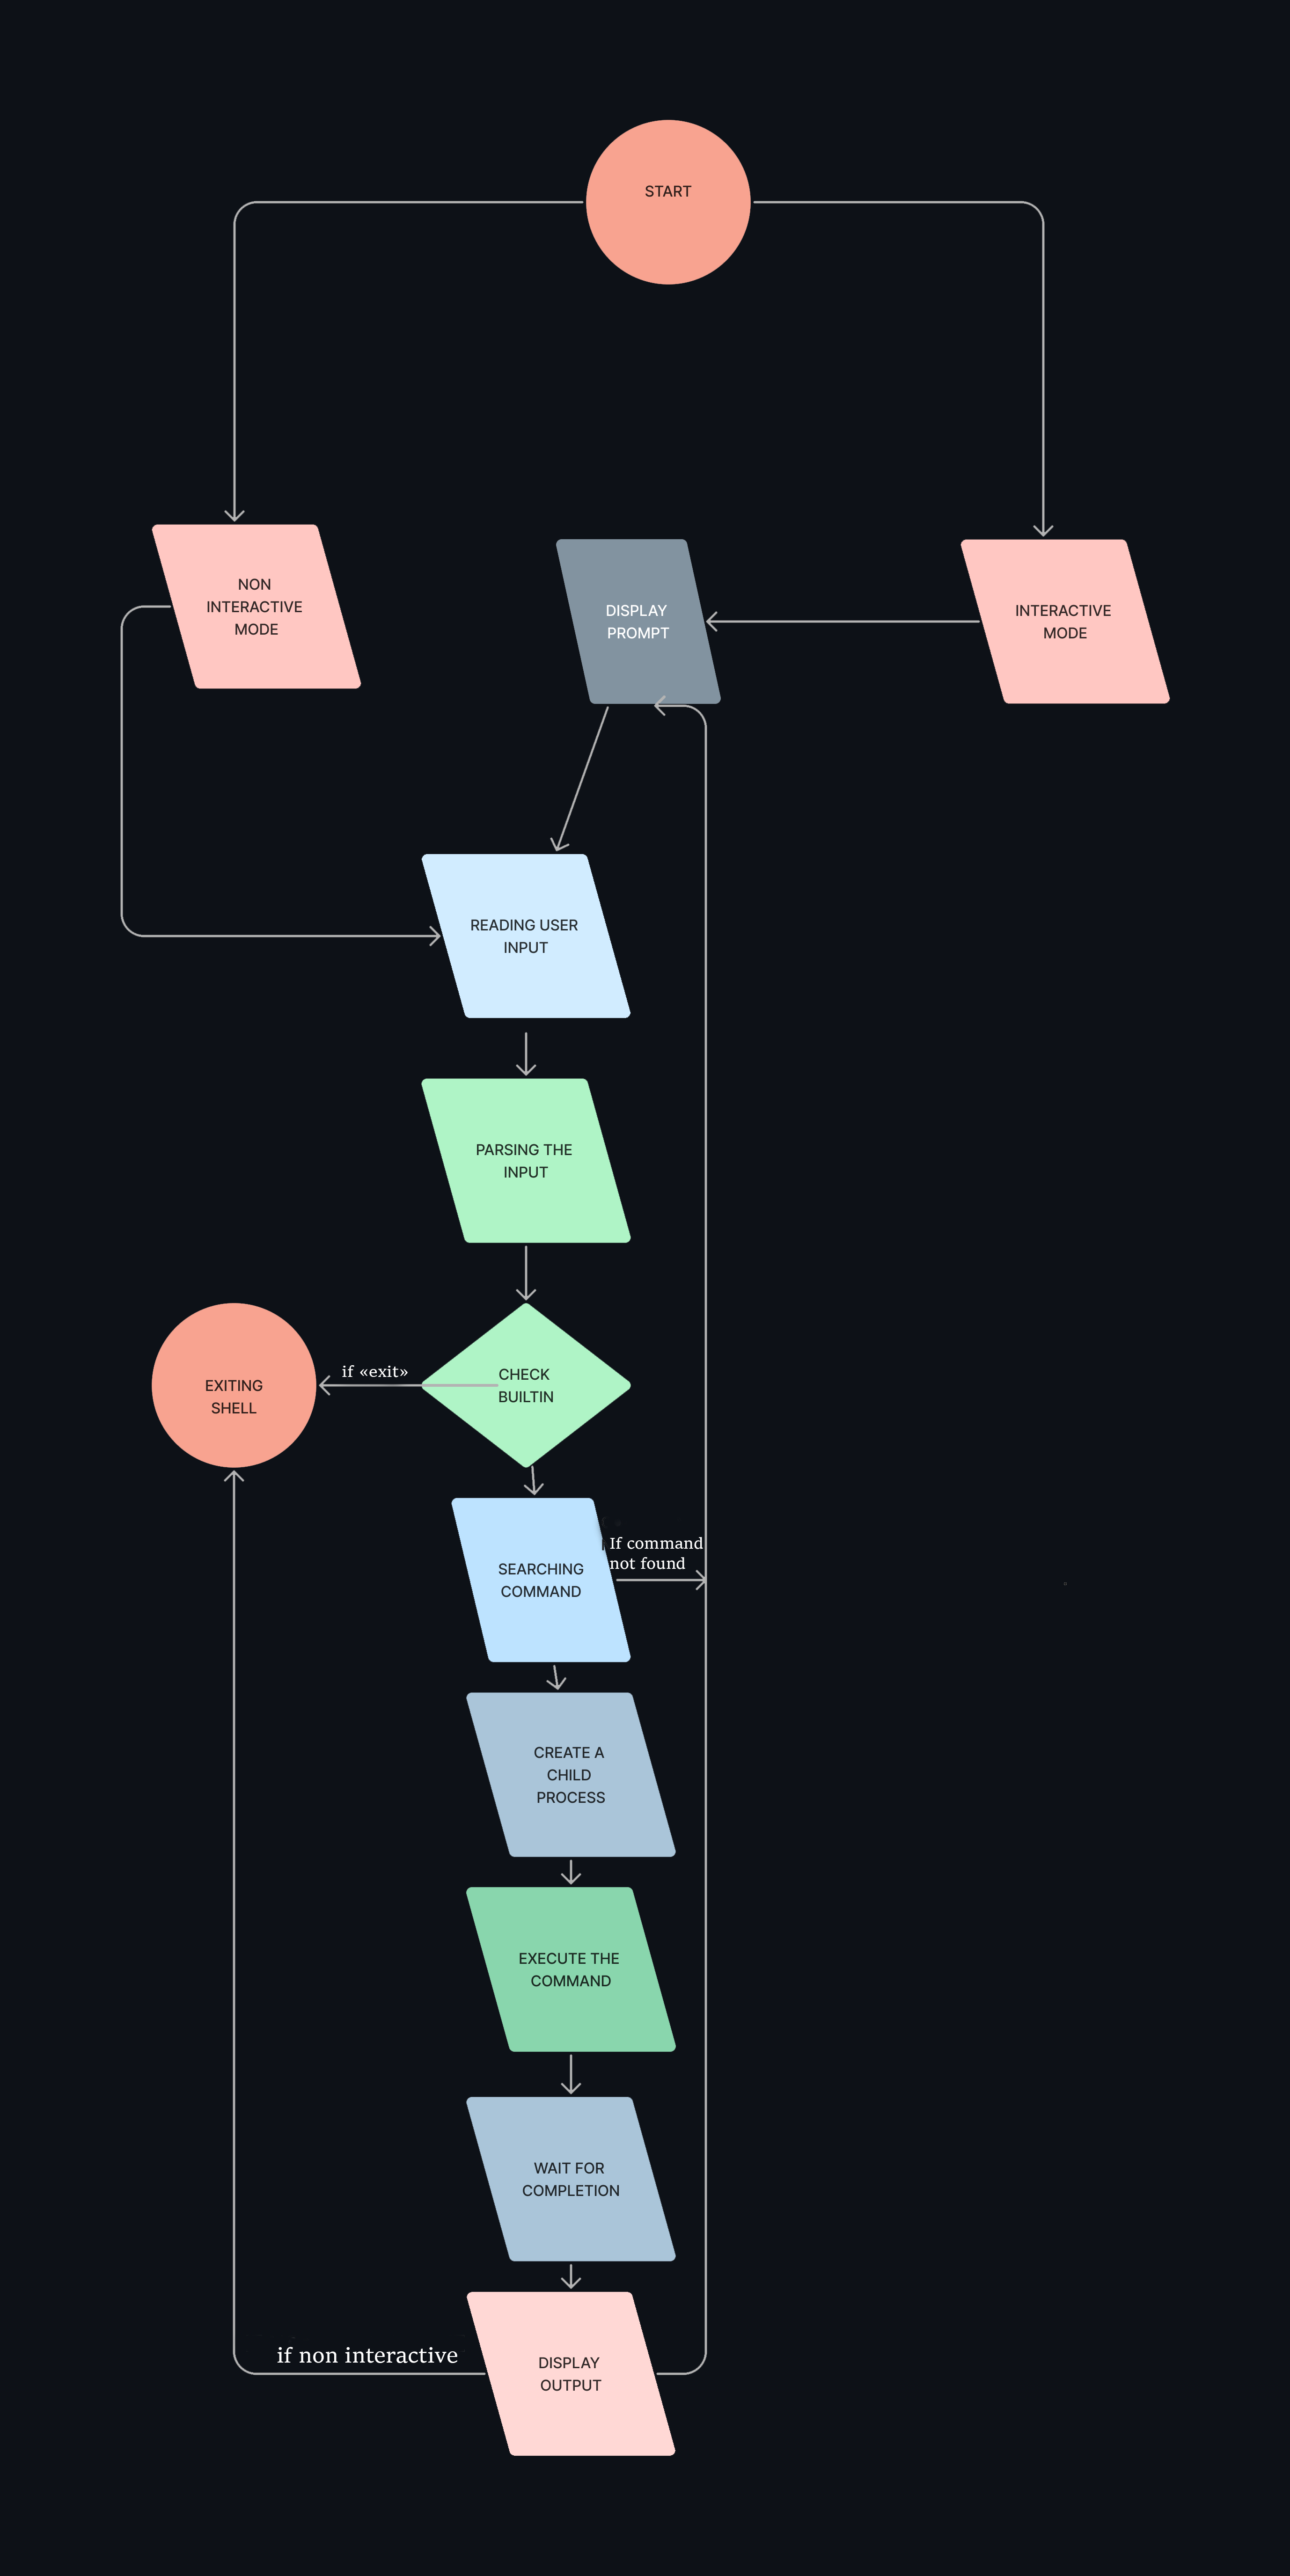 START
NON
INTERACTIVE
MODE
DISPLAY
PROMPT
INTERACTIVE
MODE
READING USER
INPUT
PARSING THE
INPUT
CHECK
BUILTIN
if «exit»
EXITING
SHELL
SEARCHING
COMMAND
If command
not found
CREATE A
CHILD
PROCESS
EXECUTE THE
COMMAND
WAIT FOR
COMPLETION
DISPLAY
OUTPUT
if non interactive